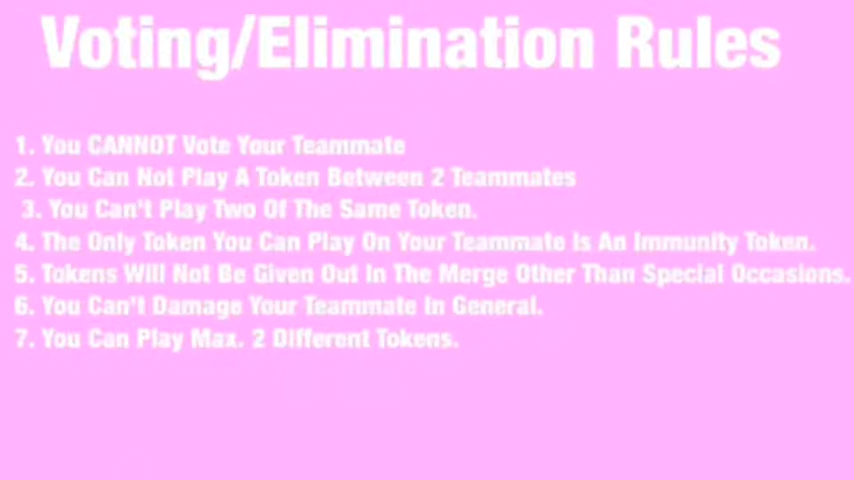 Voting/Elimination Rules
1. You CANNOT Vote Your Teammate
2. You Can Not Play A Token Between 2 Teammates
3. You Can't Play Two Of The Same Token.
4. The Only Token You Can Play On Your Teammate Is An Immunity Token.
5. Tokens Will Not Be Given Out In The Merge Other Than Special Occasions.
6. You Can't Damage Your Teammate In General.
7. You Can Play Max. 2 Different Tokens.